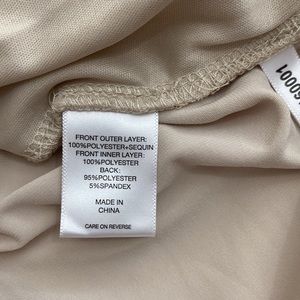 FRONT OUTER LAYER:
100%POLYESTER+SEQUIN
FRONT INNER LAYER:
100%POLYESTER
BACK:
95%POLYESTER
5%SPANDEX
MADE IN
CHINA
CARE ON REVERSE